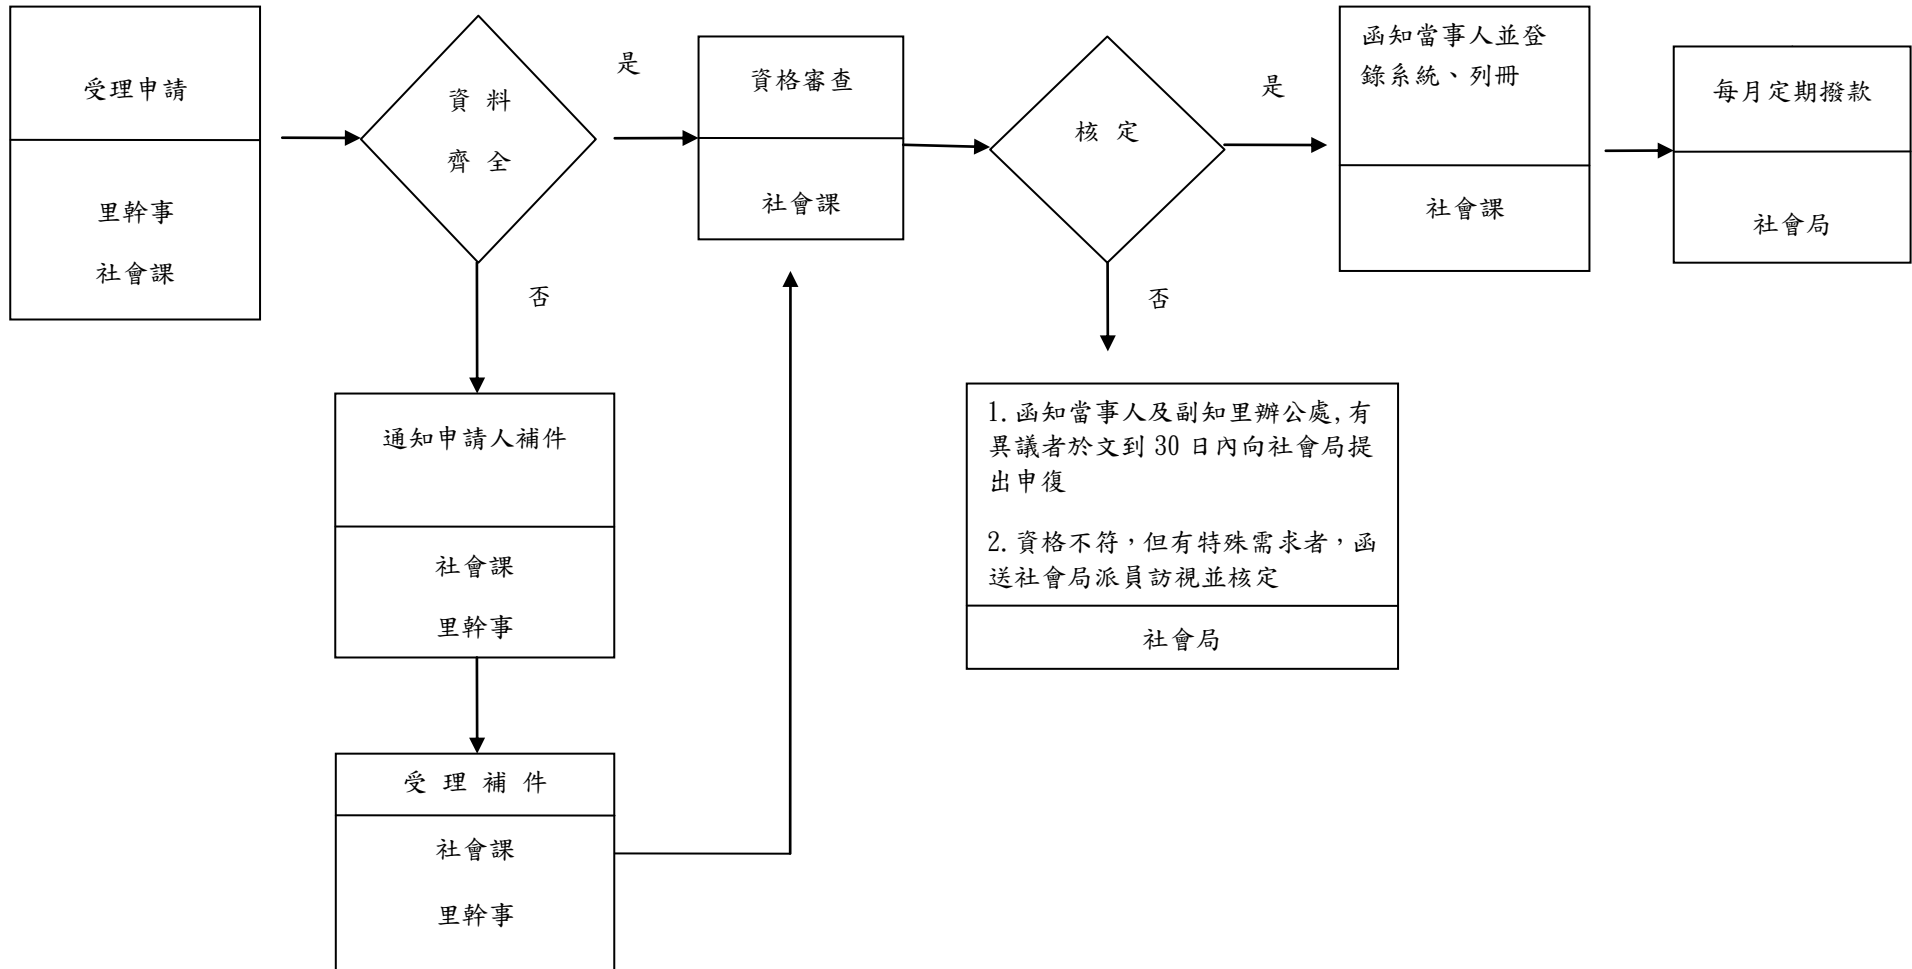 受理申請
里幹事
社會課
資 料
齊 全
是
否
通知申請人補件
社會課
里幹事
受 理 補 件
社會課
里幹事
資格審查
社會課
核 定
是
否
1. 函知當事人及副知里辦公處, 有
異議者於文到 30 日內向社會局提
出申復
2. 資格不符，但有特殊需求者，函
送社會局派員訪視並核定
社會局
函知當事人並登
錄系統、列冊
社會課
每月定期撥款
社會局